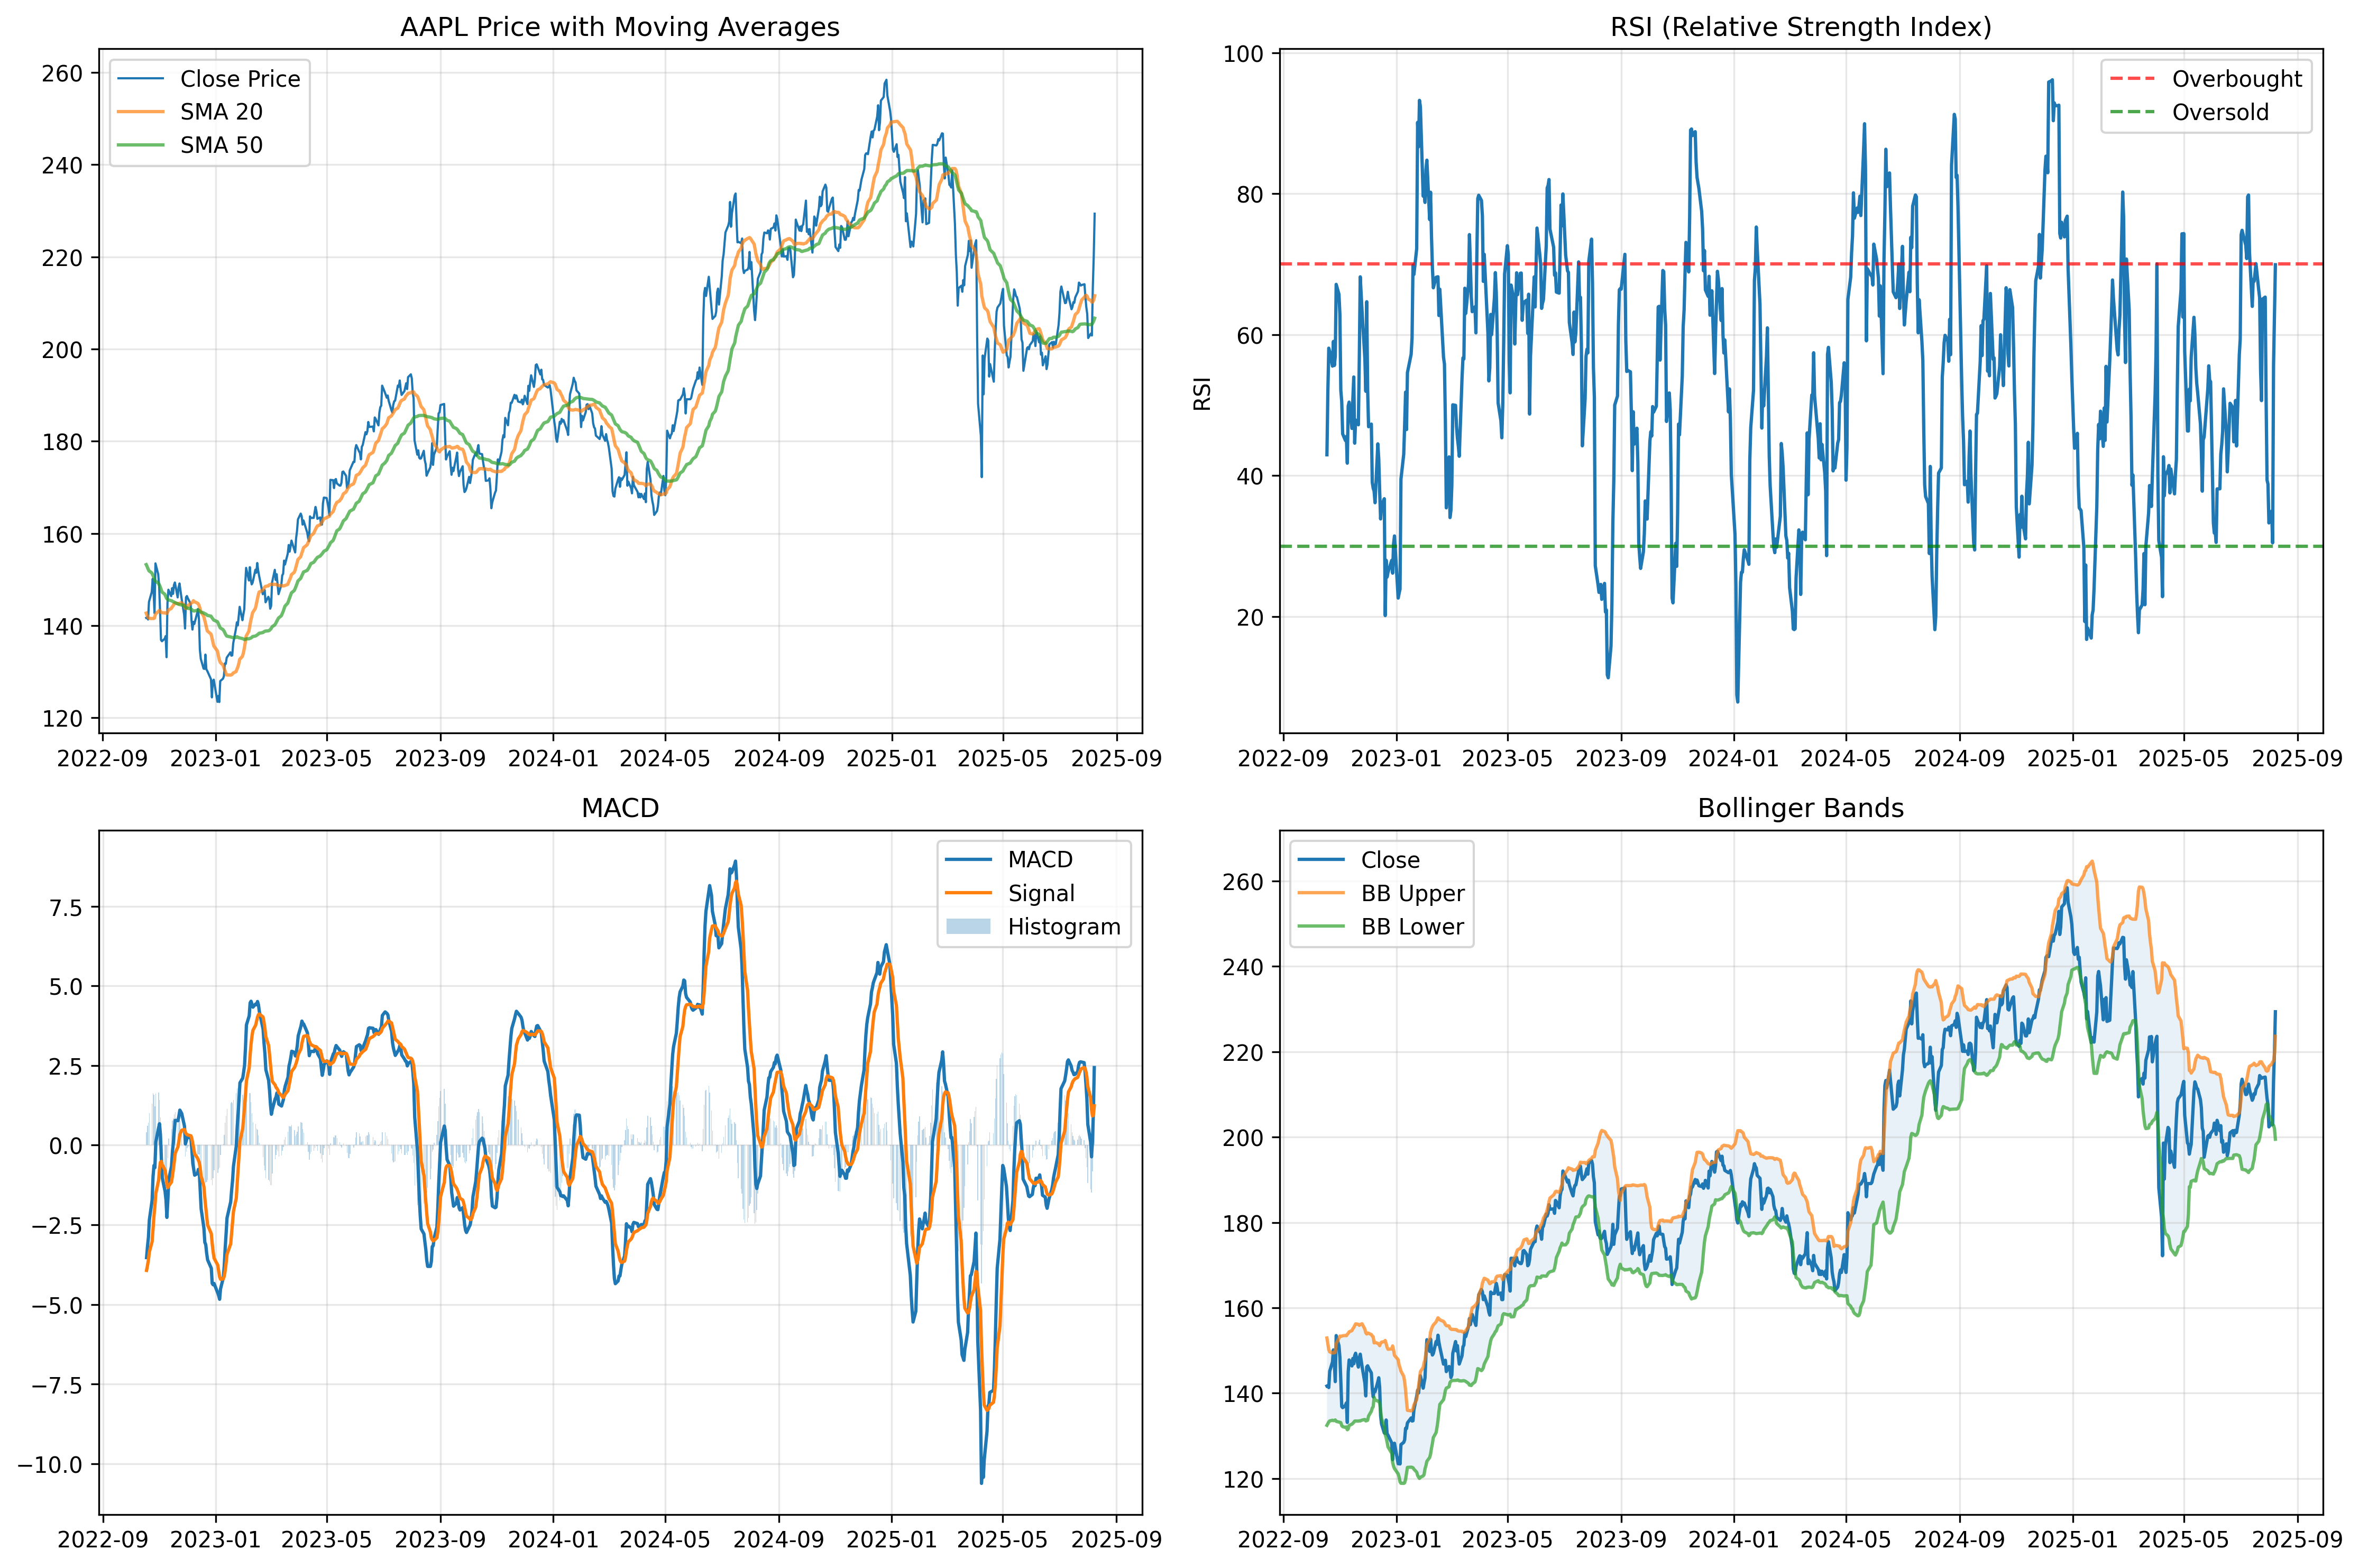 AAPL Price with Moving Averages
Close Price
SMA 20
SMA 50
260
240
220
200
180
160
140
120
2022-09 2023-01 2023-05 2023-09 2024-01 2024-05 2024-09 2025-01 2025-05 2025-09
RSI (Relative Strength Index)
Overbought
Oversold
RSI
100
80
60
40
20
2022-09 2023-01 2023-05 2023-09 2024-01 2024-05 2024-09 2025-01 2025-05 2025-09
MACD
MACD
Signal
Histogram
7.5
5.0
2.5
0.0
−2.5
−5.0
−7.5
−10.0
2022-09 2023-01 2023-05 2023-09 2024-01 2024-05 2024-09 2025-01 2025-05 2025-09
Bollinger Bands
Close
BB Upper
BB Lower
260
240
220
200
180
160
140
120
2022-09 2023-01 2023-05 2023-09 2024-01 2024-05 2024-09 2025-01 2025-05 2025-09